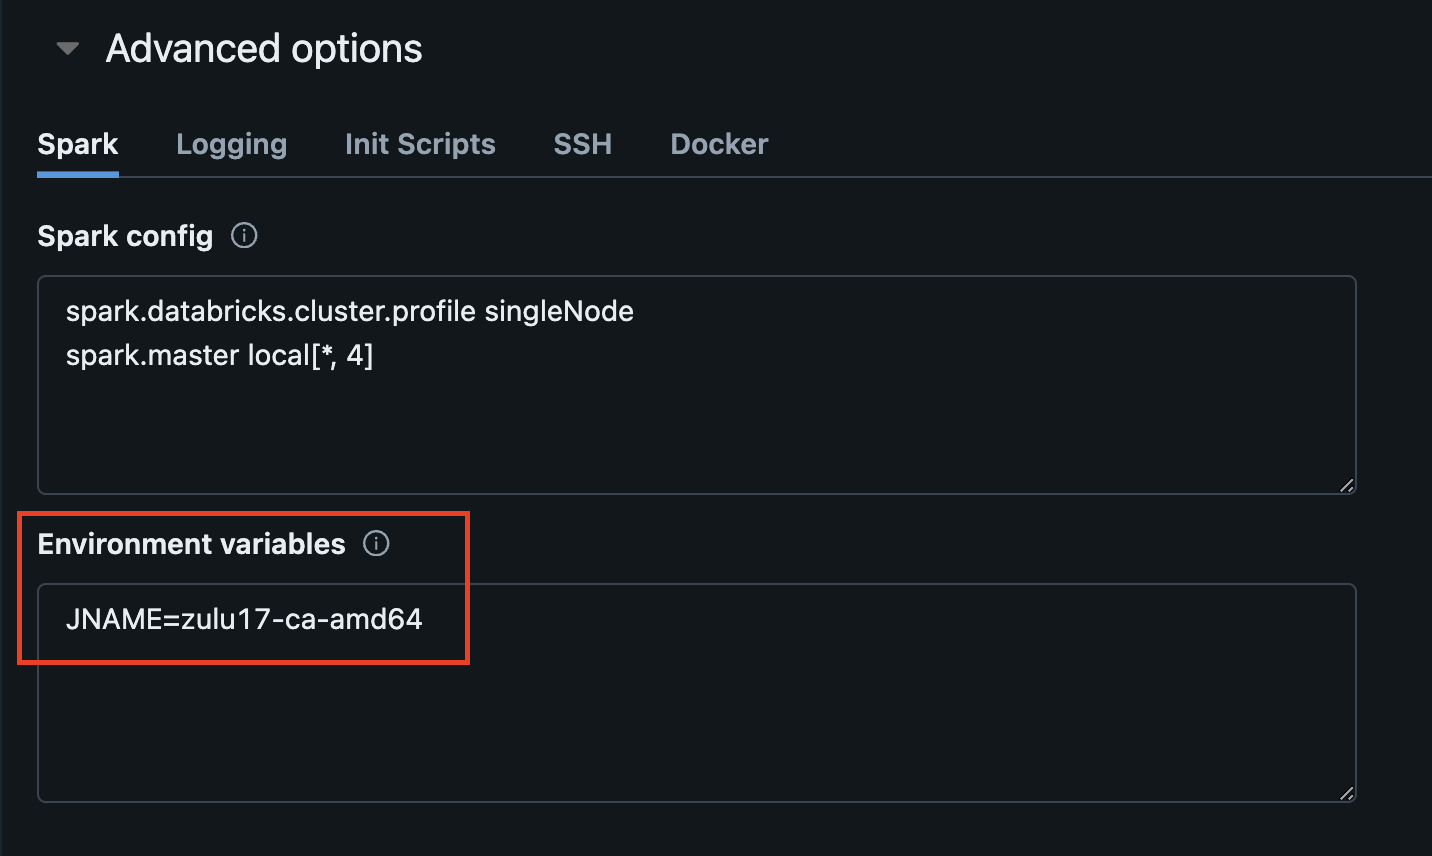 Advanced options
Spark Logging Init Scripts SSH Docker
Spark config
spark.databricks.cluster.profile singleNode
spark.master local[*, 4]
Environment variables
JNAME=zulu17-ca-amd64